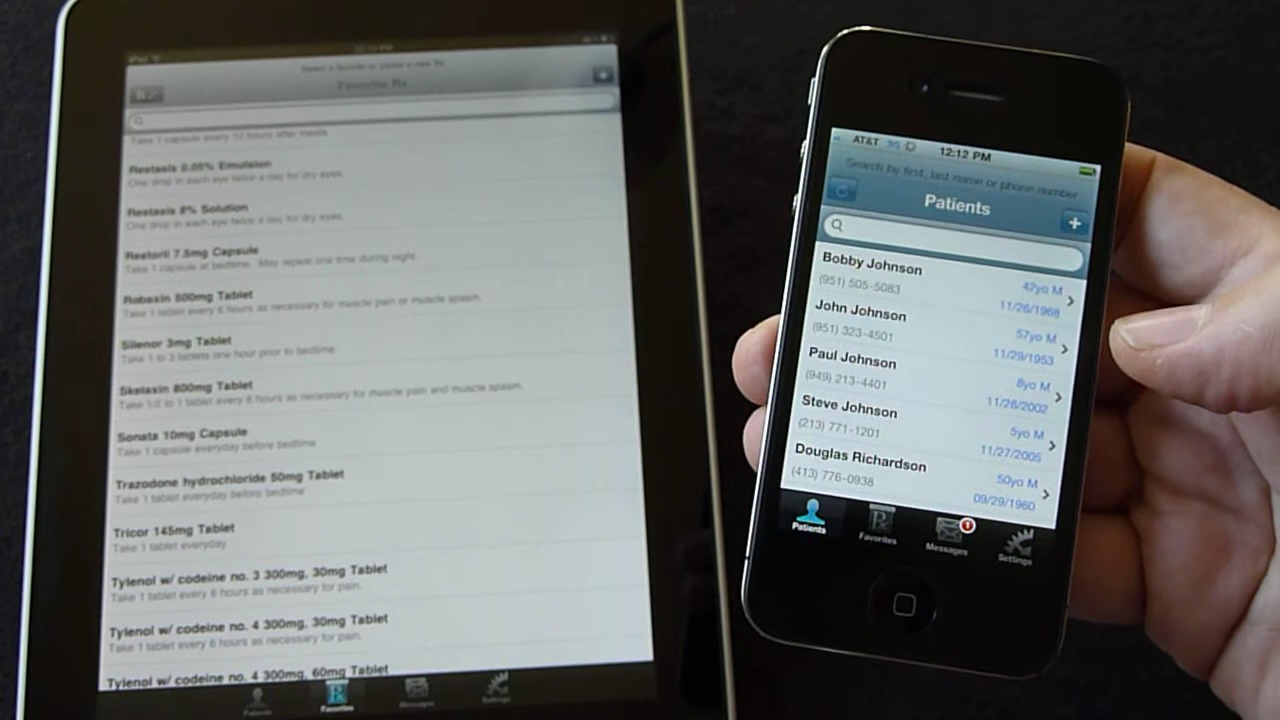 iPad
12:12 PM
Select a favorite or create a new Rx
Favorite Rx
Take 1 capsule every 12 hours after meals
Restasis 0.05% Emulsion
One drop in each eye twice a day for dry eyes.
Restasis 8% Solution
One drop in each eye twice a day for dry eyes.
Restoril 7.5mg Capsule
Take 1 capsule at bedtime. May repeat one time during night.
Robaxin 500mg Tablet
Take 1 tablet every 6 hours as necessary for muscle pain or muscle spasm.
Silenor 3mg Tablet
Take 1 to 3 tablets one hour prior to bedtime.
Skelaxin 800mg Tablet
Take 1/2 to 1 tablet every 8 hours as necessary for muscle pain and muscle spasm.
Sonata 10mg Capsule
Take 1 capsule everyday before bedtime
Trazodone hydrochloride 50mg Tablet
Take 1 tablet everyday before bedtime
Tricor 145mg Tablet
Take 1 tablet everyday
Tylenol w/ codeine no. 3 300mg, 30mg Tablet
Take 1 tablet every 6 hours as necessary for pain.
Tylenol w/ codeine no. 4 300mg, 30mg Tablet
Take 1 tablet every 6 hours as necessary for pain.
Tylenol w/ codeine no. 4 300mg, 60mg Tablet
Patients Favorites Messages Settings
AT&T 3G 12:12 PM
Search by first, last name or phone number
Patients +
Bobby Johnson 42yo M
(951) 505-5083 11/26/1968
John Johnson 57yo M
(951) 323-4501 11/29/1953
Paul Johnson 8yo M
(949) 213-4401 11/28/2002
Steve Johnson 5yo M
(213) 771-1201 11/27/2005
Douglas Richardson 50yo M
(413) 776-0938 09/29/1960
1
Patients Favorites Messages Settings